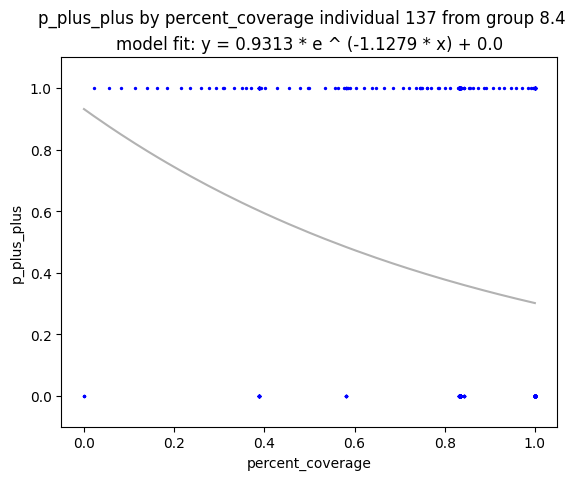 p_plus_plus by percent_coverage individual 137 from group 8.4
model fit: y = 0.9313 * e ^ (-1.1279 * x) + 0.0
1.0
0.8
0.6
0.4
0.2
0.0
p_plus_plus
0.0 0.2 0.4 0.6 0.8 1.0
percent_coverage